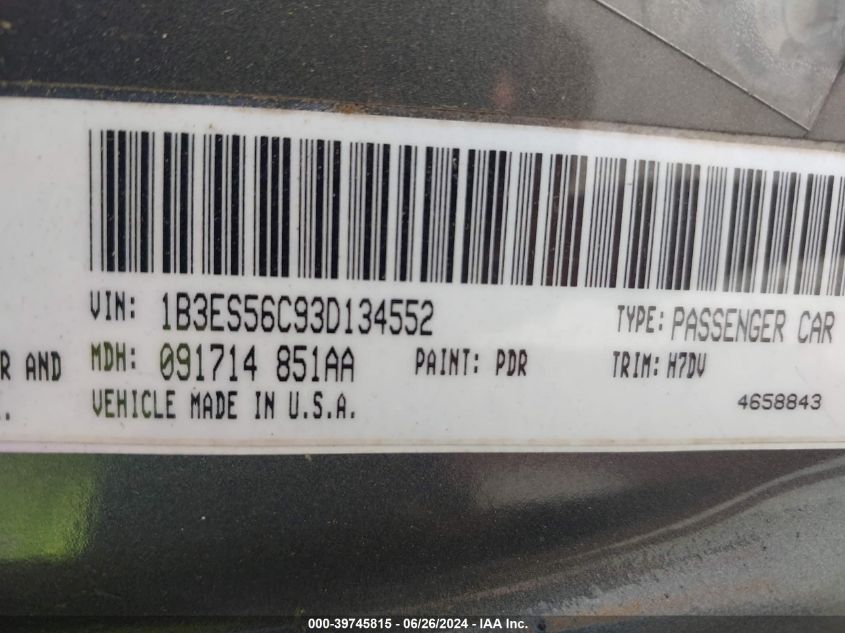 VIN: 1B3ES56C93D134552 TYPE: PASSENGER CAR
R AND MDH: 091714 851AA PAINT: PDR TRIM: H7DV
. VEHICLE MADE IN U.S.A. 4658843
000-39745815 - 06/26/2024 - IAA Inc.